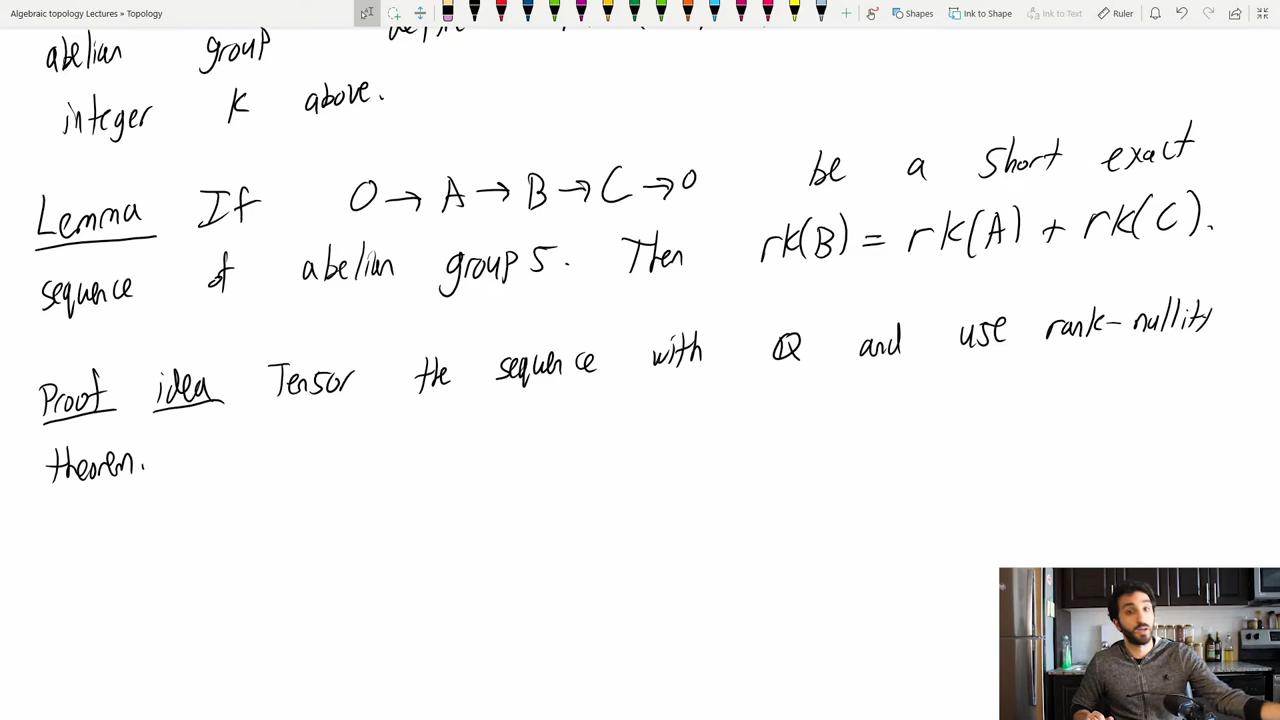 Algebraic topology Lectures – Topology
Shapes Ink to Shape Ink to Text Ruler
abelian group
integer K above.
Lemma If 0 → A → B → C → 0 be a short exact
sequence of abelian groups. Then rk(B) = rk(A) + rk(C).
Proof idea Tensor the sequence with Q and use rank-nullity
theorem.